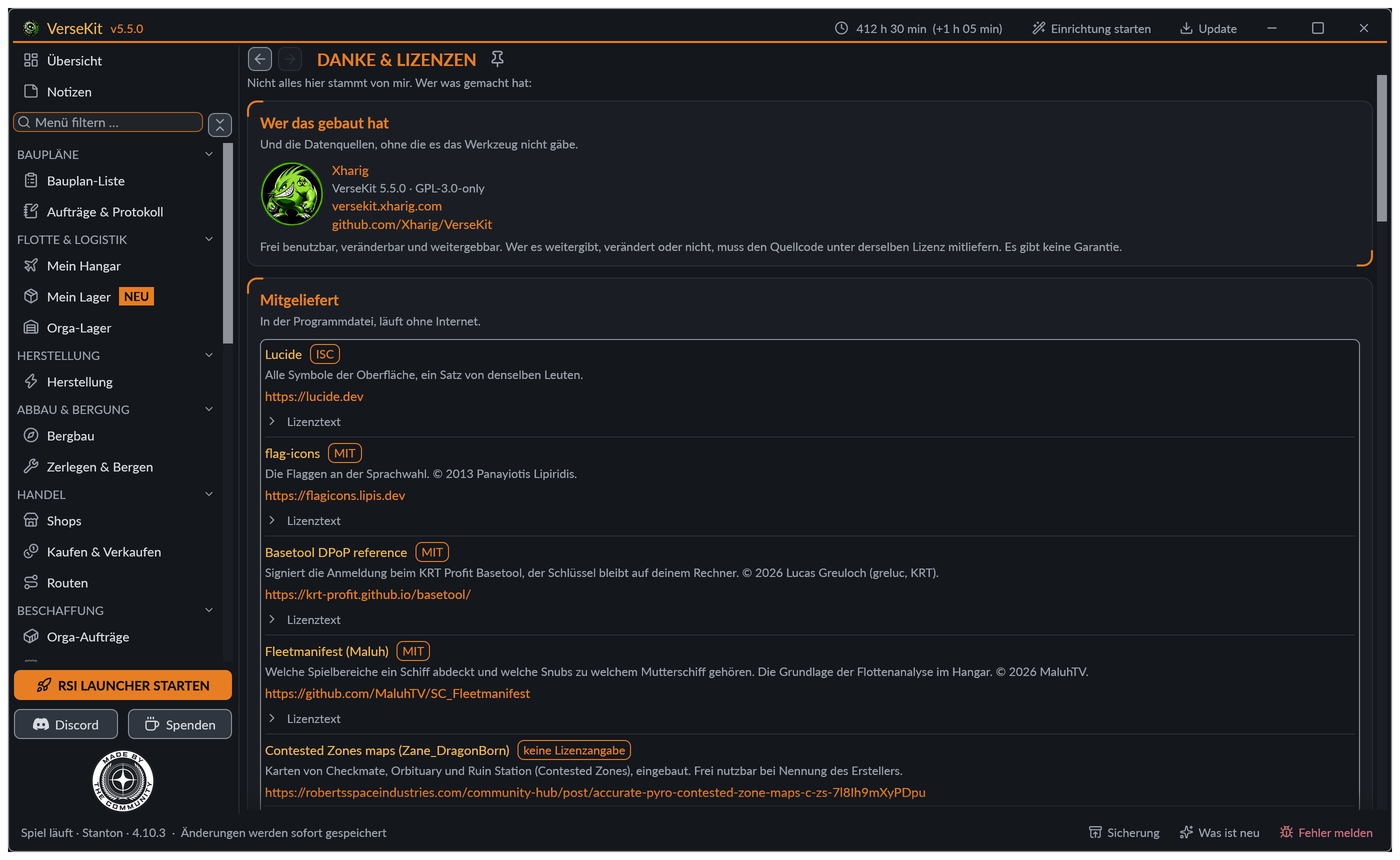 VerseKit v5.5.0
412 h 30 min (+1 h 05 min)
Einrichtung starten
Update
Übersicht
Notizen
Menü filtern ...
BAUPLÄNE
Bauplan-Liste
Aufträge & Protokoll
FLOTTE & LOGISTIK
Mein Hangar
Mein Lager NEU
Orga-Lager
HERSTELLUNG
Herstellung
ABBAU & BERGUNG
Bergbau
Zerlegen & Bergen
HANDEL
Shops
Kaufen & Verkaufen
Routen
BESCHAFFUNG
Orga-Aufträge
RSI LAUNCHER STARTEN
Discord
Spenden
MADE BY
THE COMMUNITY
DANKE & LIZENZEN
Nicht alles hier stammt von mir. Wer was gemacht hat:
Wer das gebaut hat
Und die Datenquellen, ohne die es das Werkzeug nicht gäbe.
Xharig
VerseKit 5.5.0 · GPL-3.0-only
versekit.xharig.com
github.com/Xharig/VerseKit
Frei benutzbar, veränderbar und weitergebbar. Wer es weitergibt, verändert oder nicht, muss den Quellcode unter derselben Lizenz mitliefern. Es gibt keine Garantie.
Mitgeliefert
In der Programmdatei, läuft ohne Internet.
Lucide ISC
Alle Symbole der Oberfläche, ein Satz von denselben Leuten.
https://lucide.dev
Lizenztext
flag-icons MIT
Die Flaggen an der Sprachwahl. © 2013 Panayiotis Lipiridis.
https://flagicons.lipis.dev
Lizenztext
Basetool DPoP reference MIT
Signiert die Anmeldung beim KRT Profit Basetool, der Schlüssel bleibt auf deinem Rechner. © 2026 Lucas Greuloch (greluc, KRT).
https://krt-profit.github.io/basetool/
Lizenztext
Fleetmanifest (Maluh) MIT
Welche Spielbereiche ein Schiff abdeckt und welche Snubs zu welchem Mutterschiff gehören. Die Grundlage der Flottenanalyse im Hangar. © 2026 MaluhTV.
https://github.com/MaluhTV/SC_Fleetmanifest
Lizenztext
Contested Zones maps (Zane_DragonBorn) keine Lizenzangabe
Karten von Checkmate, Orbituary und Ruin Station (Contested Zones), eingebaut. Frei nutzbar bei Nennung des Erstellers.
https://robertsspaceindustries.com/community-hub/post/accurate-pyro-contested-zone-maps-c-zs-7l8Ih9mXyPDpu
Spiel läuft · Stanton · 4.10.3 · Änderungen werden sofort gespeichert
Sicherung
Was ist neu
Fehler melden